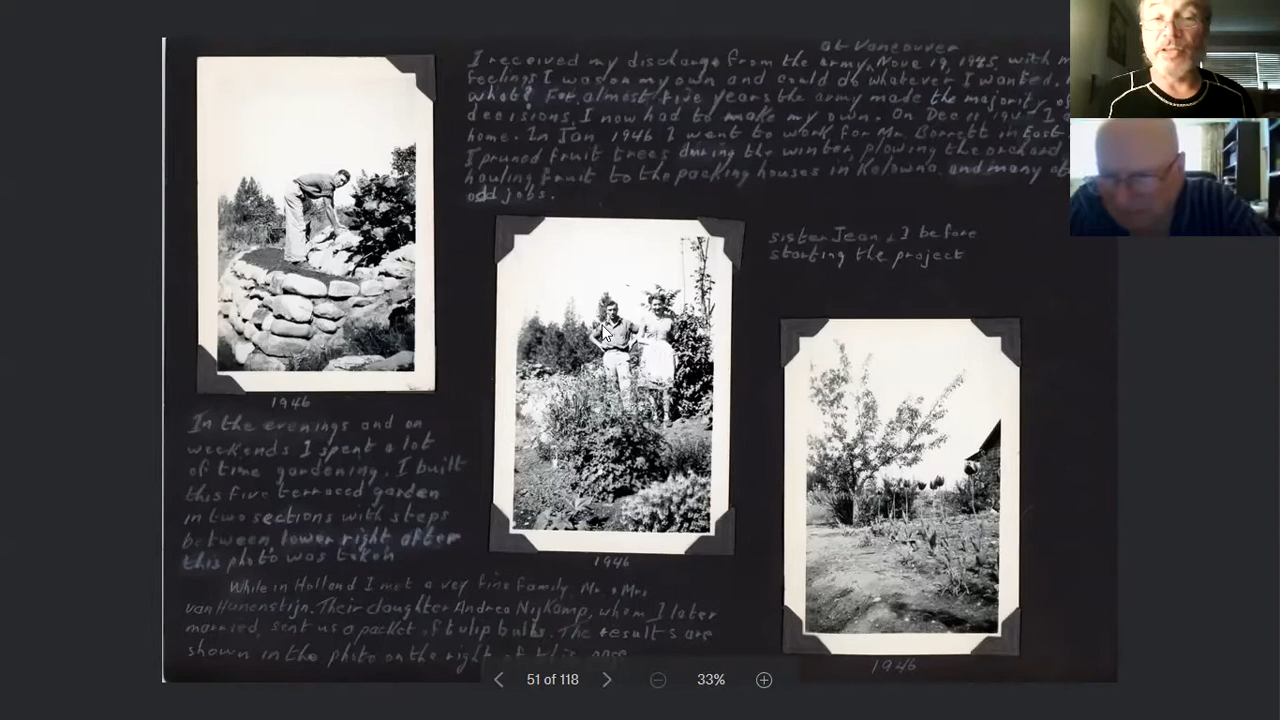 at Vancouver
I received my discharge from the army, Nove 19, 1945, with m
feelings I was on my own and could do whatever I wanted.
what? For almost five years the army made the majority of
decisions, I now had to make my own. On Dec 11, I
home. In Jan 1946 I went to work for Mr. Borrett in East
I pruned fruit trees during the winter, plowing the orchard
hauling fruit to the packing houses in Kelowna and many ot
odd jobs.
sister Jean & I before
starting the project
1946
In the evenings and on
weekends I spent a lot
of time gardening. I built
this five terraced garden
in two sections with steps
between lower right after
this photo was taken
1946
While in Holland I met a very fine family, Mr. & Mrs.
van Hunenstijn. Their daughter Andrea Nijkamp, whom I later
married, sent us a packet of tulip bulbs. The results are
shown in the photo on the right of this
1946
51 of 118
33%